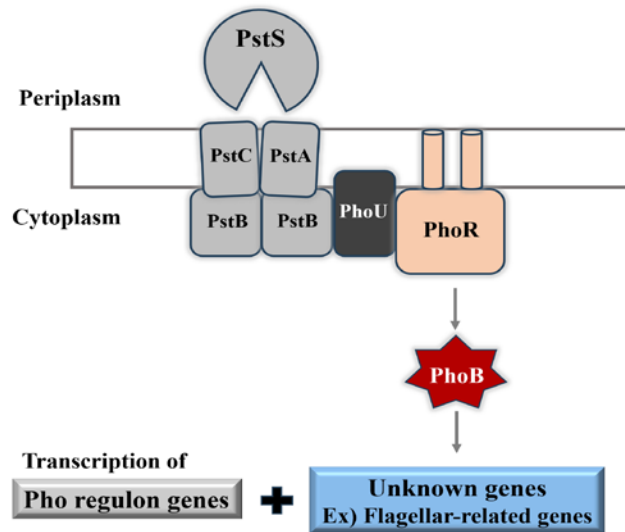 PstS
Periplasm
PstC PstA
Cytoplasm
PstB PstB PhoU PhoR
PhoB
Transcription of
Pho regulon genes
Unknown genes
Ex) Flagellar-related genes